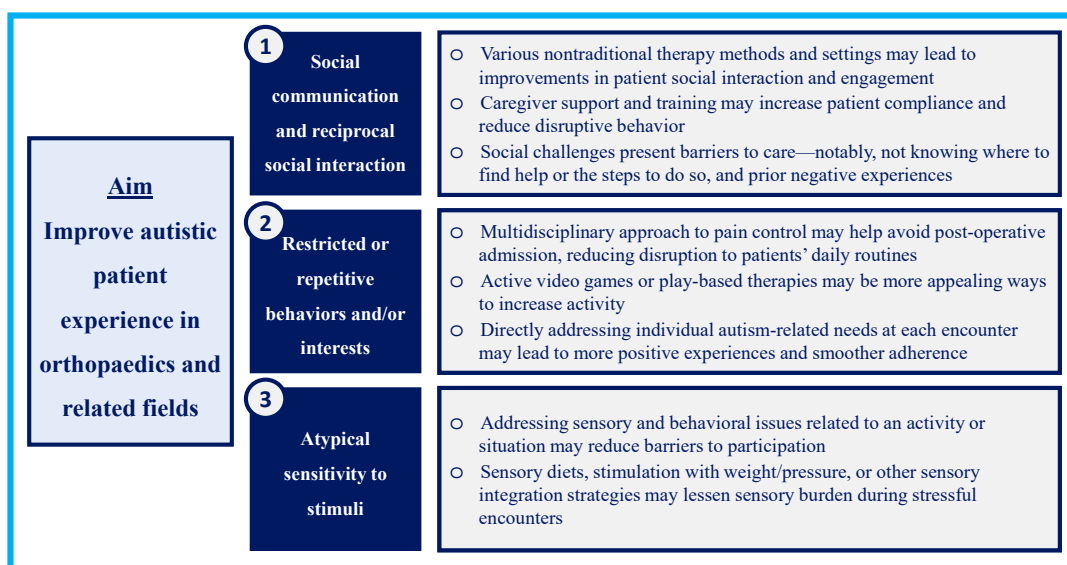 Aim
Improve autistic
patient
experience in
orthopaedics and
related fields
1
Social
communication
and reciprocal
social interaction
o Various nontraditional therapy methods and settings may lead to
improvements in patient social interaction and engagement
o Caregiver support and training may increase patient compliance and
reduce disruptive behavior
o Social challenges present barriers to care—notably, not knowing where to
find help or the steps to do so, and prior negative experiences
2
Restricted or
repetitive
behaviors and/or
interests
o Multidisciplinary approach to pain control may help avoid post-operative
admission, reducing disruption to patients’ daily routines
o Active video games or play-based therapies may be more appealing ways
to increase activity
o Directly addressing individual autism-related needs at each encounter
may lead to more positive experiences and smoother adherence
3
Atypical
sensitivity to
stimuli
o Addressing sensory and behavioral issues related to an activity or
situation may reduce barriers to participation
o Sensory diets, stimulation with weight/pressure, or other sensory
integration strategies may lessen sensory burden during stressful
encounters